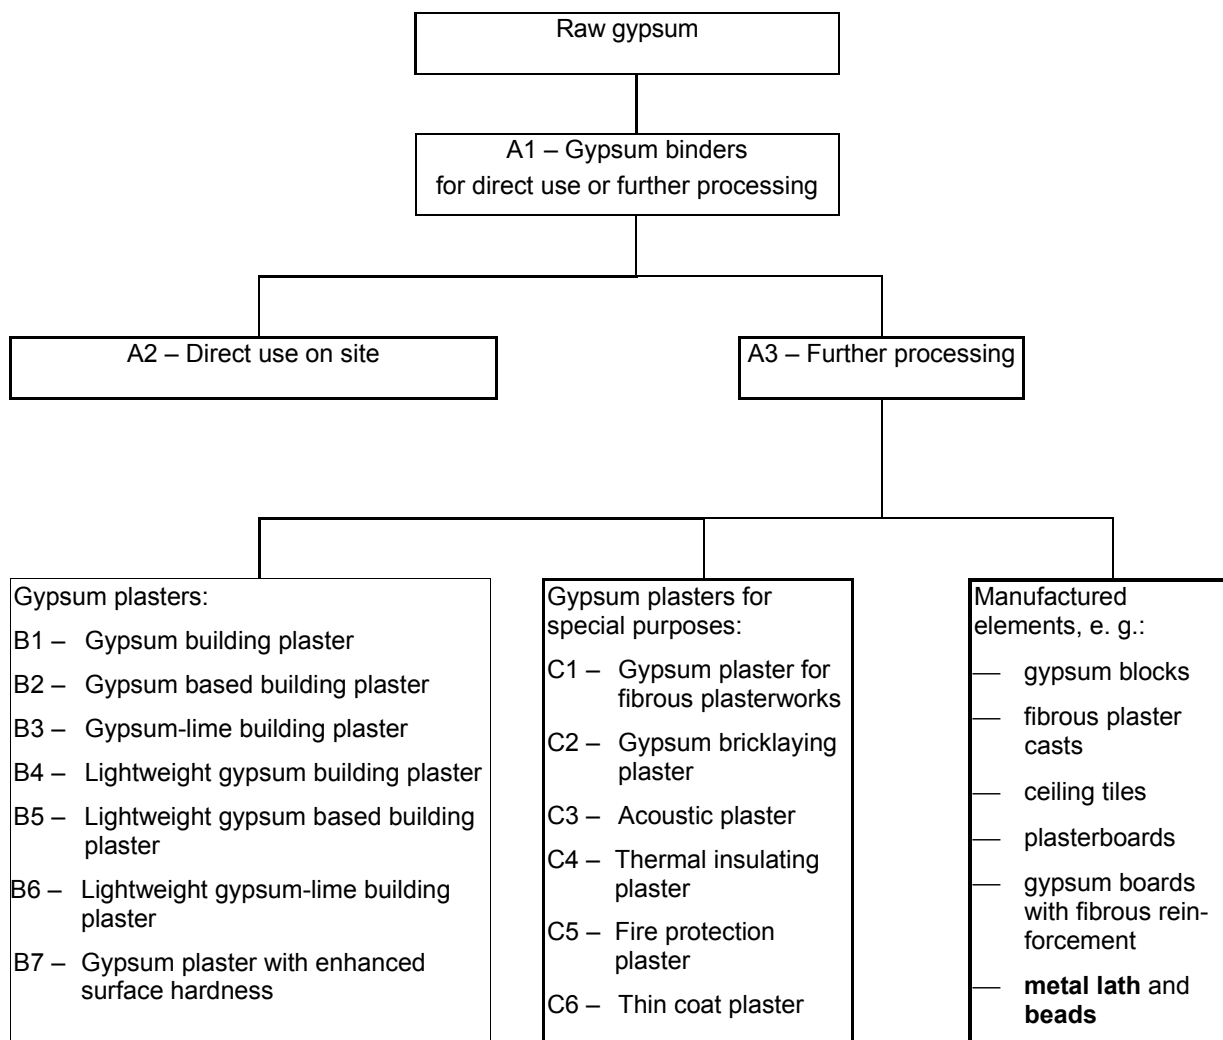 Raw gypsum
A1 – Gypsum binders
for direct use or further processing
A2 – Direct use on site
A3 – Further processing
Gypsum plasters:
B1 – Gypsum building plaster
B2 – Gypsum based building plaster
B3 – Gypsum-lime building plaster
B4 – Lightweight gypsum building plaster
B5 – Lightweight gypsum based building
plaster
B6 – Lightweight gypsum-lime building
plaster
B7 – Gypsum plaster with enhanced
surface hardness
Gypsum plasters for
special purposes:
C1 – Gypsum plaster for
fibrous plasterworks
C2 – Gypsum bricklaying
plaster
C3 – Acoustic plaster
C4 – Thermal insulating
plaster
C5 – Fire protection
plaster
C6 – Thin coat plaster
Manufactured
elements, e. g.:
— gypsum blocks
— fibrous plaster
casts
— ceiling tiles
— plasterboards
— gypsum boards
with fibrous rein-
forcement
— metal lath and
beads